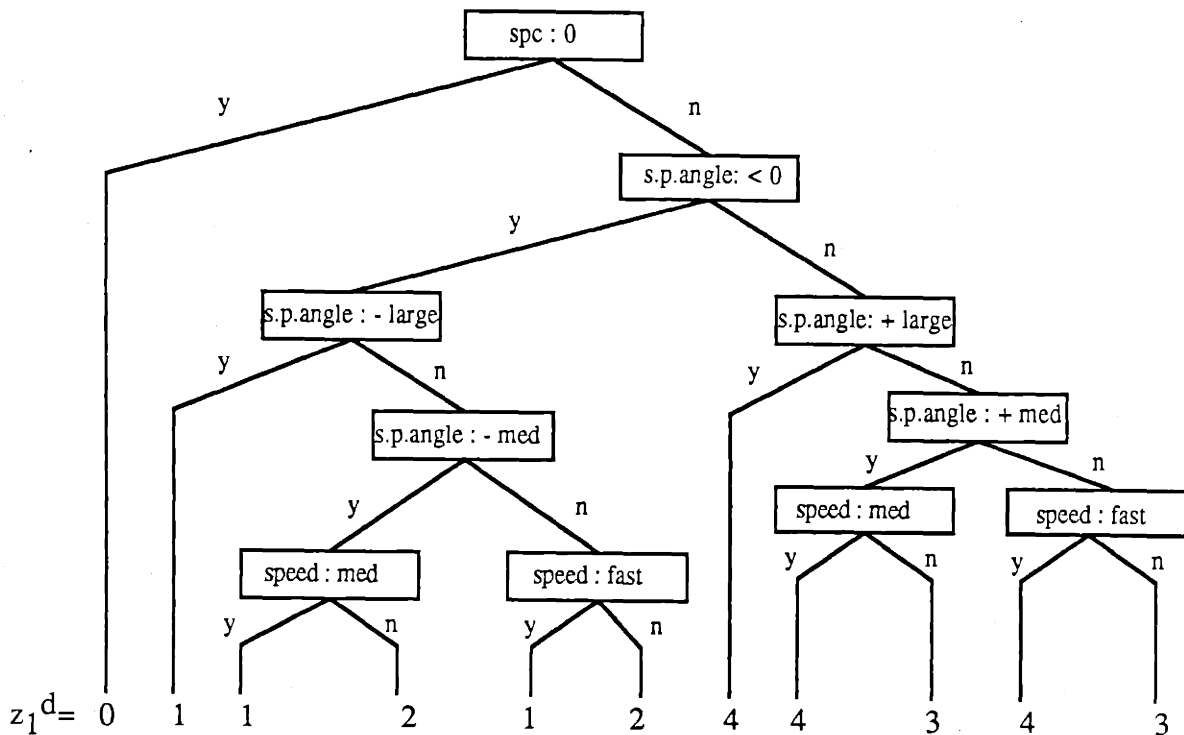 spc : 0
y
n
s.p.angle: < 0
y
n
s.p.angle : - large
s.p.angle: + large
y
n
y
n
s.p.angle : - med
s.p.angle : + med
y
n
y
n
speed : med
speed : fast
speed : med
speed : fast
y
n
y
n
y
n
y
n
z₁ᵈ= 0 1 1 2 1 2 4 4 3 4 3